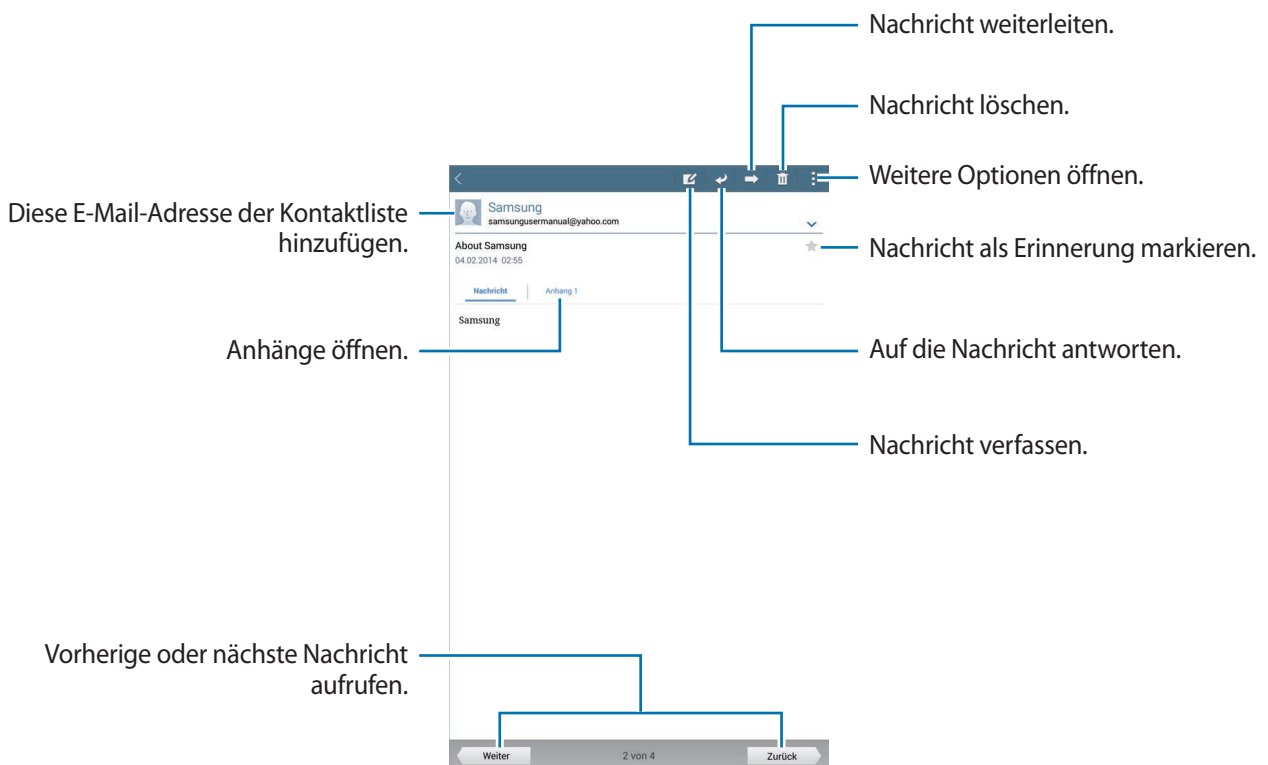 Nachricht weiterleiten.
Nachricht löschen.
Weitere Optionen öffnen.
Diese E-Mail-Adresse der Kontaktliste
hinzufügen.
Samsung
samsungusermanual@yahoo.com
About Samsung
04.02.2014 02:55
Nachricht als Erinnerung markieren.
Nachricht
Anhang 1
Samsung
Anhänge öffnen.
Auf die Nachricht antworten.
Nachricht verfassen.
Vorherige oder nächste Nachricht
aufrufen.
Weiter
2 von 4
Zurück